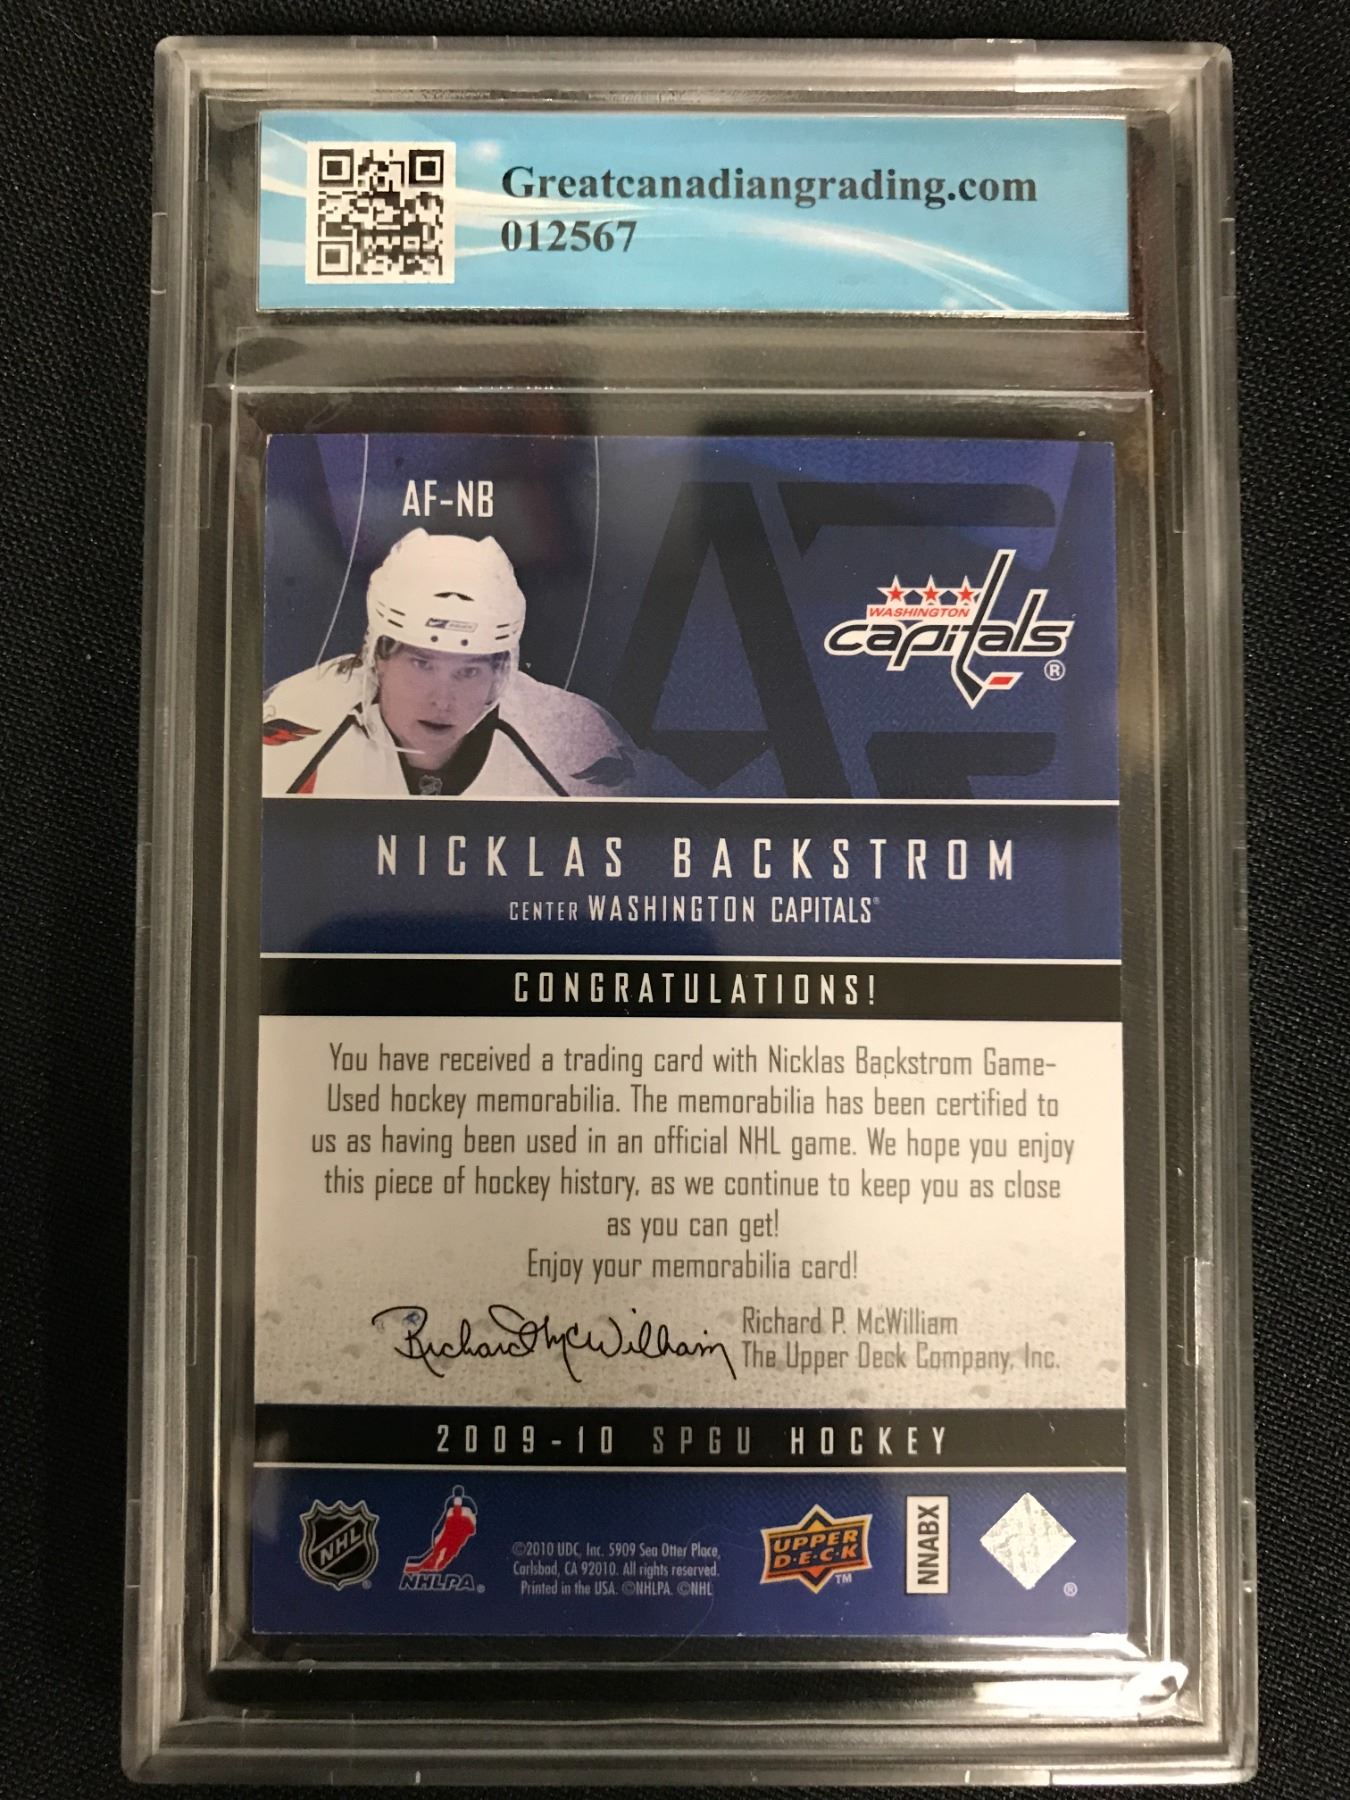 Greatcanadiangrading.com
012567
AF-NB
WASHINGTON
capitals®
NICKLAS BACKSTROM
CENTER WASHINGTON CAPITALS®
CONGRATULATIONS!
You have received a trading card with Nicklas Backstrom Game-
Used hockey memorabilia. The memorabilia has been certified to
us as having been used in an official NHL game. We hope you enjoy
this piece of hockey history, as we continue to keep you as close
as you can get!
Enjoy your memorabilia card!
Richard McWilliam
Richard P. McWilliam
The Upper Deck Company, Inc.
2009-10 SPGU HOCKEY
NHL®
NHLPA®
©2010 UDC, Inc. 5909 Sea Otter Place,
Carlsbad, CA 92010. All rights reserved.
Printed in the USA. ©NHLPA. ©NHL
UPPER
D·E·C·K
TM
NNABX
®